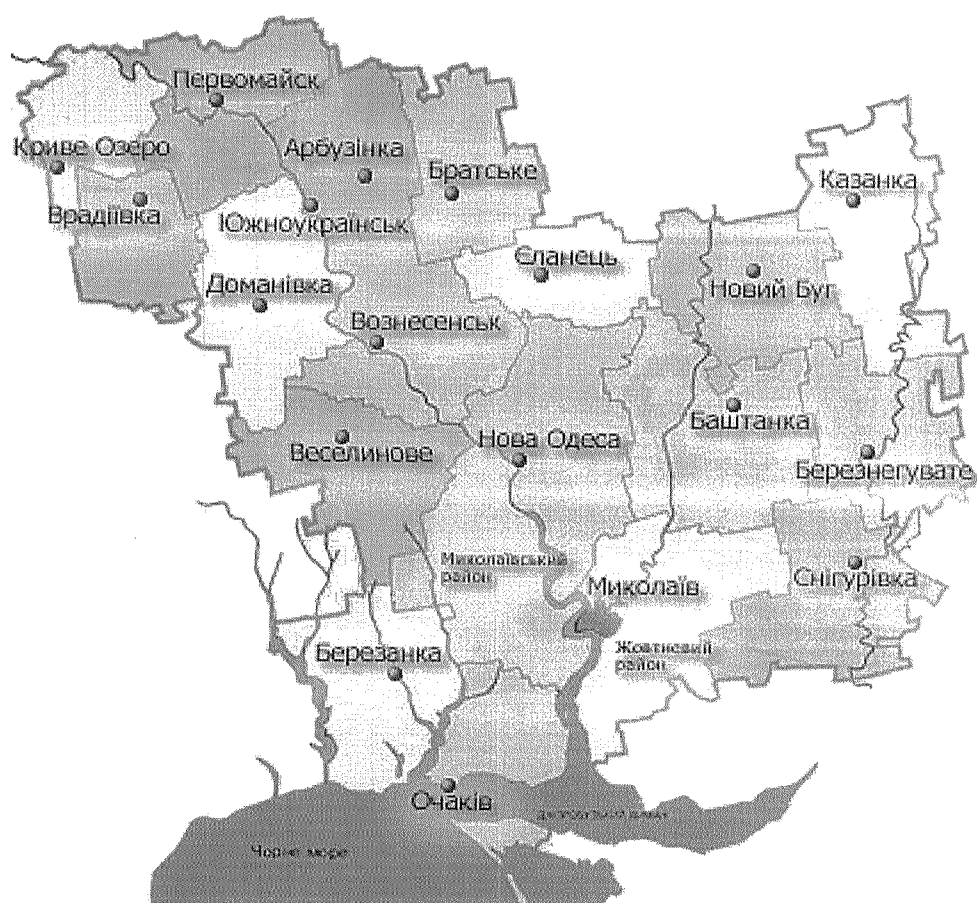 Первомайск
Криве Озеро
Арбузінка
Братське
Казанка
Врадіївка
Южноукраїнськ
Єланець
Доманівка
Новий Буг
Вознесенськ
Баштанка
Нова Одеса
Веселинове
Березнегувате
Миколаївський
район
Миколаїв
Снігурівка
Березанка
Жовтневий
район
Очаків
Чорне море